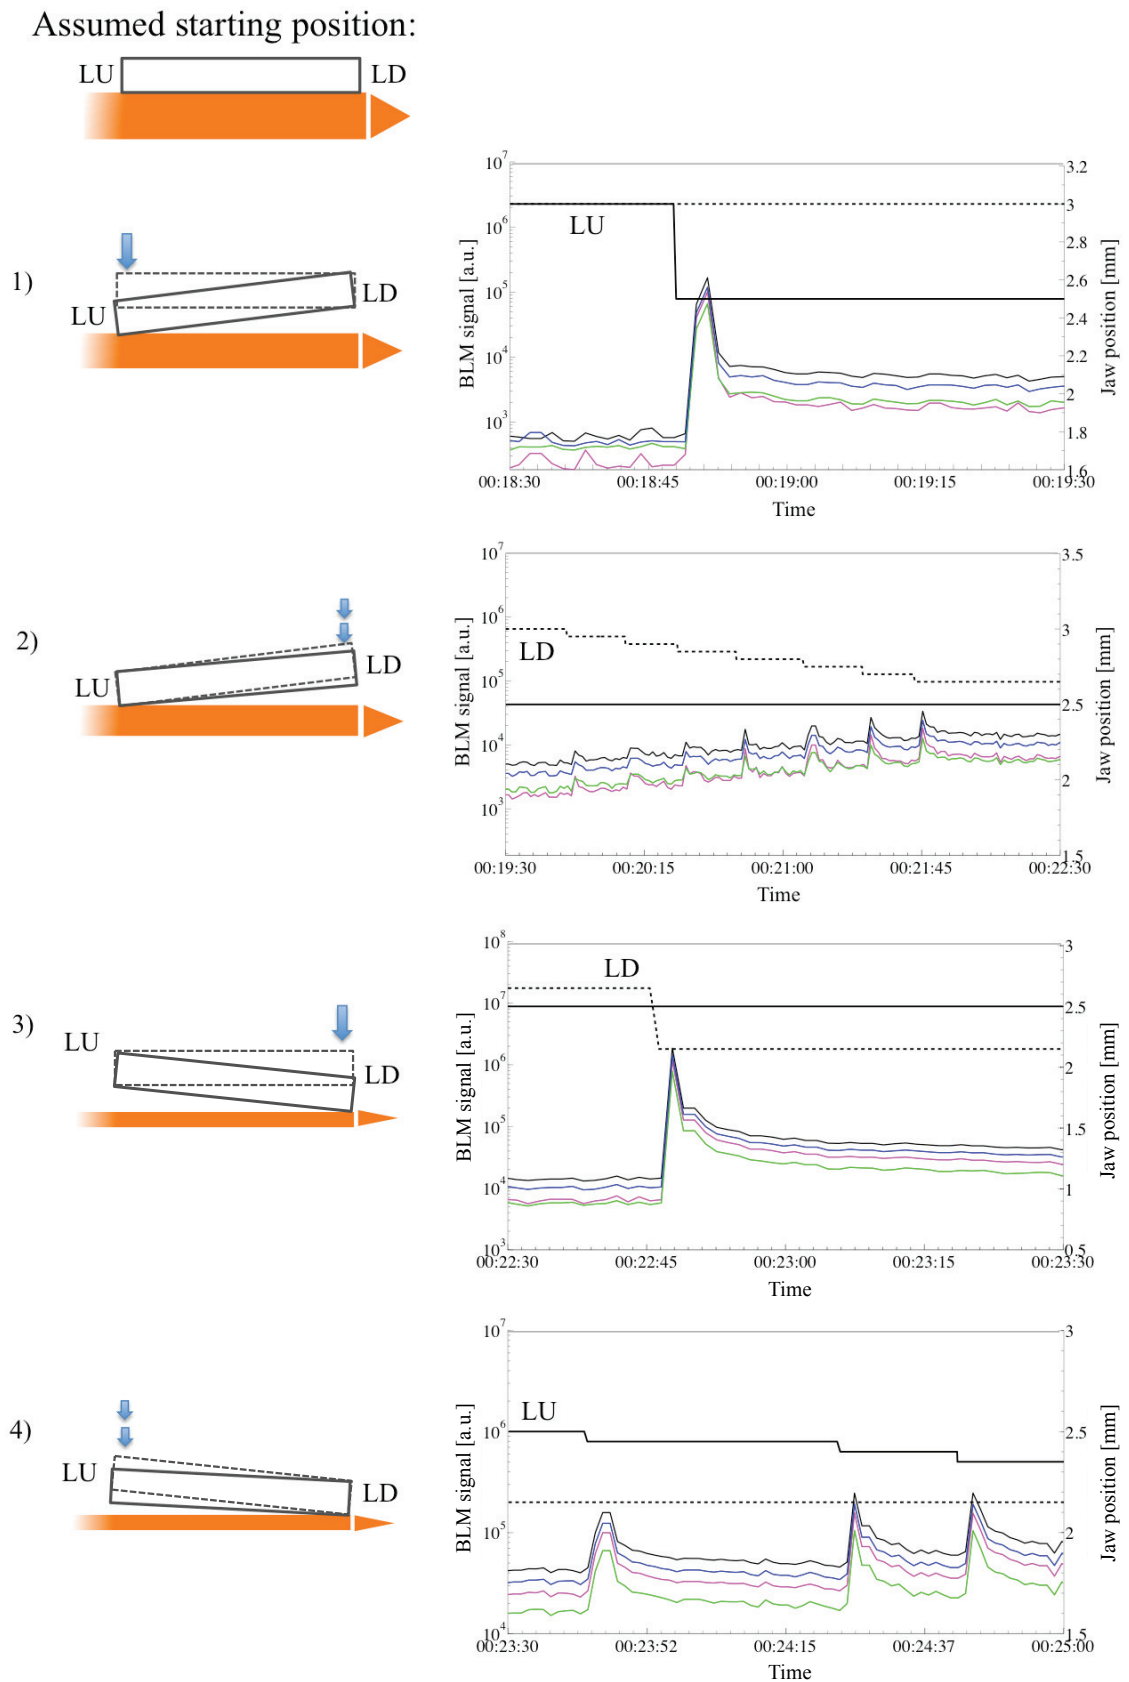 Assumed starting position:
LU LD
1)
LU
LD
10^7
10^6
10^5
10^4
10^3
BLM signal [a.u.]
LU
3.2
3
2.8
2.6
2.4
2.2
2
1.8
1.6
Jaw position [mm]
00:18:30 00:18:45 00:19:00 00:19:15 00:19:30
Time
2)
LU
LD
10^7
10^6
10^5
10^4
10^3
BLM signal [a.u.]
LD
3.5
3
2.5
2
1.5
Jaw position [mm]
00:19:30 00:20:15 00:21:00 00:21:45 00:22:30
Time
3)
LU
LD
10^8
10^7
10^6
10^5
10^4
10^3
BLM signal [a.u.]
LD
3
2.5
2
1.5
1
0.5
Jaw position [mm]
00:22:30 00:22:45 00:23:00 00:23:15 00:23:30
Time
4)
LU
LD
10^7
10^6
10^5
10^4
BLM signal [a.u.]
LU
3
2.5
2
1.5
Jaw position [mm]
00:23:30 00:23:52 00:24:15 00:24:37 00:25:00
Time